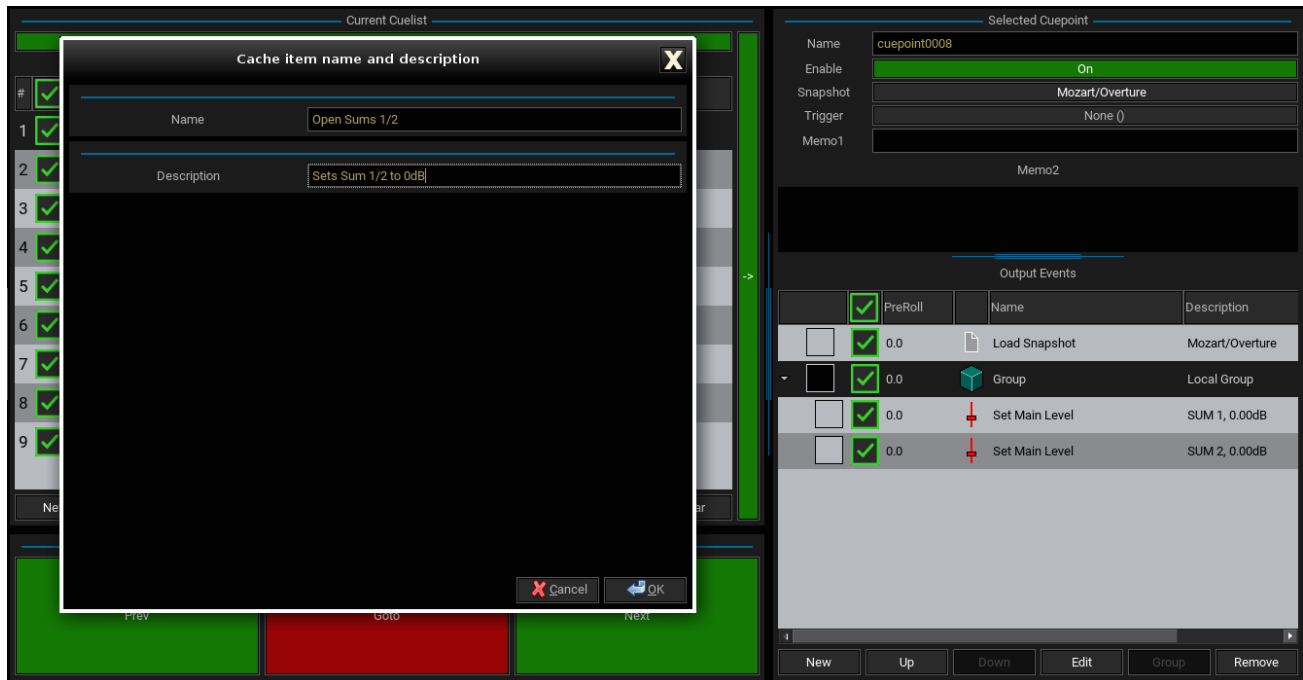 Current Cuelist
Cache item name and description
X
Name Open Sums 1/2
Description Sets Sum 1/2 to 0dB
Cancel OK
#
1
2
3
4
5
6
7
8
9
->
Ne
ar
Prev Goto Next
Selected Cuepoint
Name cuepoint0008
Enable On
Snapshot Mozart/Overture
Trigger None ()
Memo1
Memo2
Output Events
PreRoll Name Description
0.0 Load Snapshot Mozart/Overture
0.0 Group Local Group
0.0 Set Main Level SUM 1, 0.00dB
0.0 Set Main Level SUM 2, 0.00dB
New Up Down Edit Group Remove